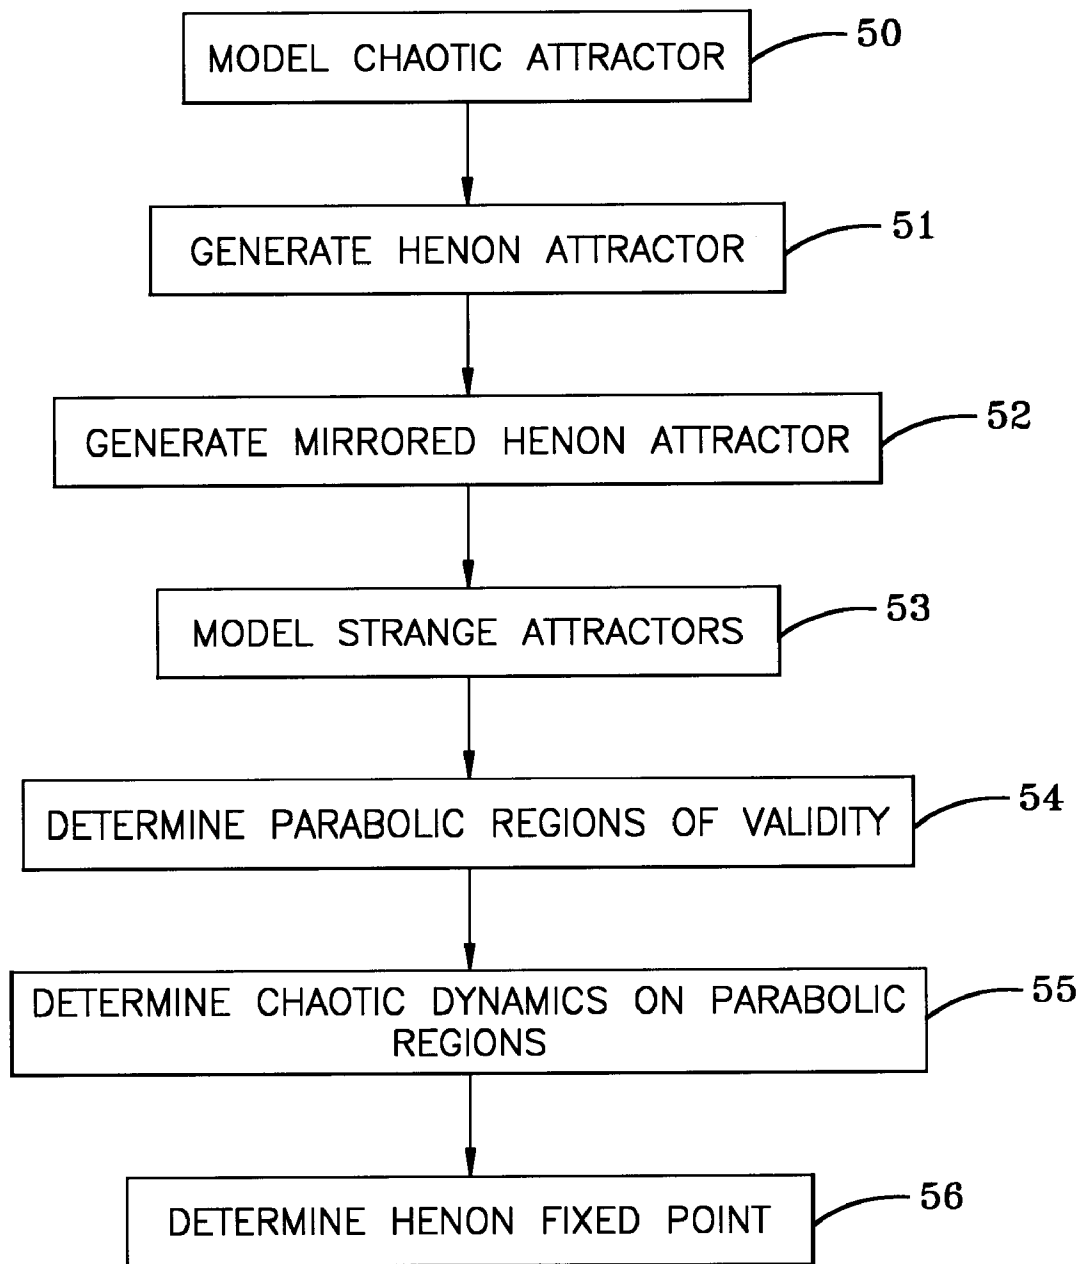 MODEL CHAOTIC ATTRACTOR
50
GENERATE HENON ATTRACTOR
51
GENERATE MIRRORED HENON ATTRACTOR
52
MODEL STRANGE ATTRACTORS
53
DETERMINE PARABOLIC REGIONS OF VALIDITY
54
DETERMINE CHAOTIC DYNAMICS ON PARABOLIC
REGIONS
55
DETERMINE HENON FIXED POINT
56